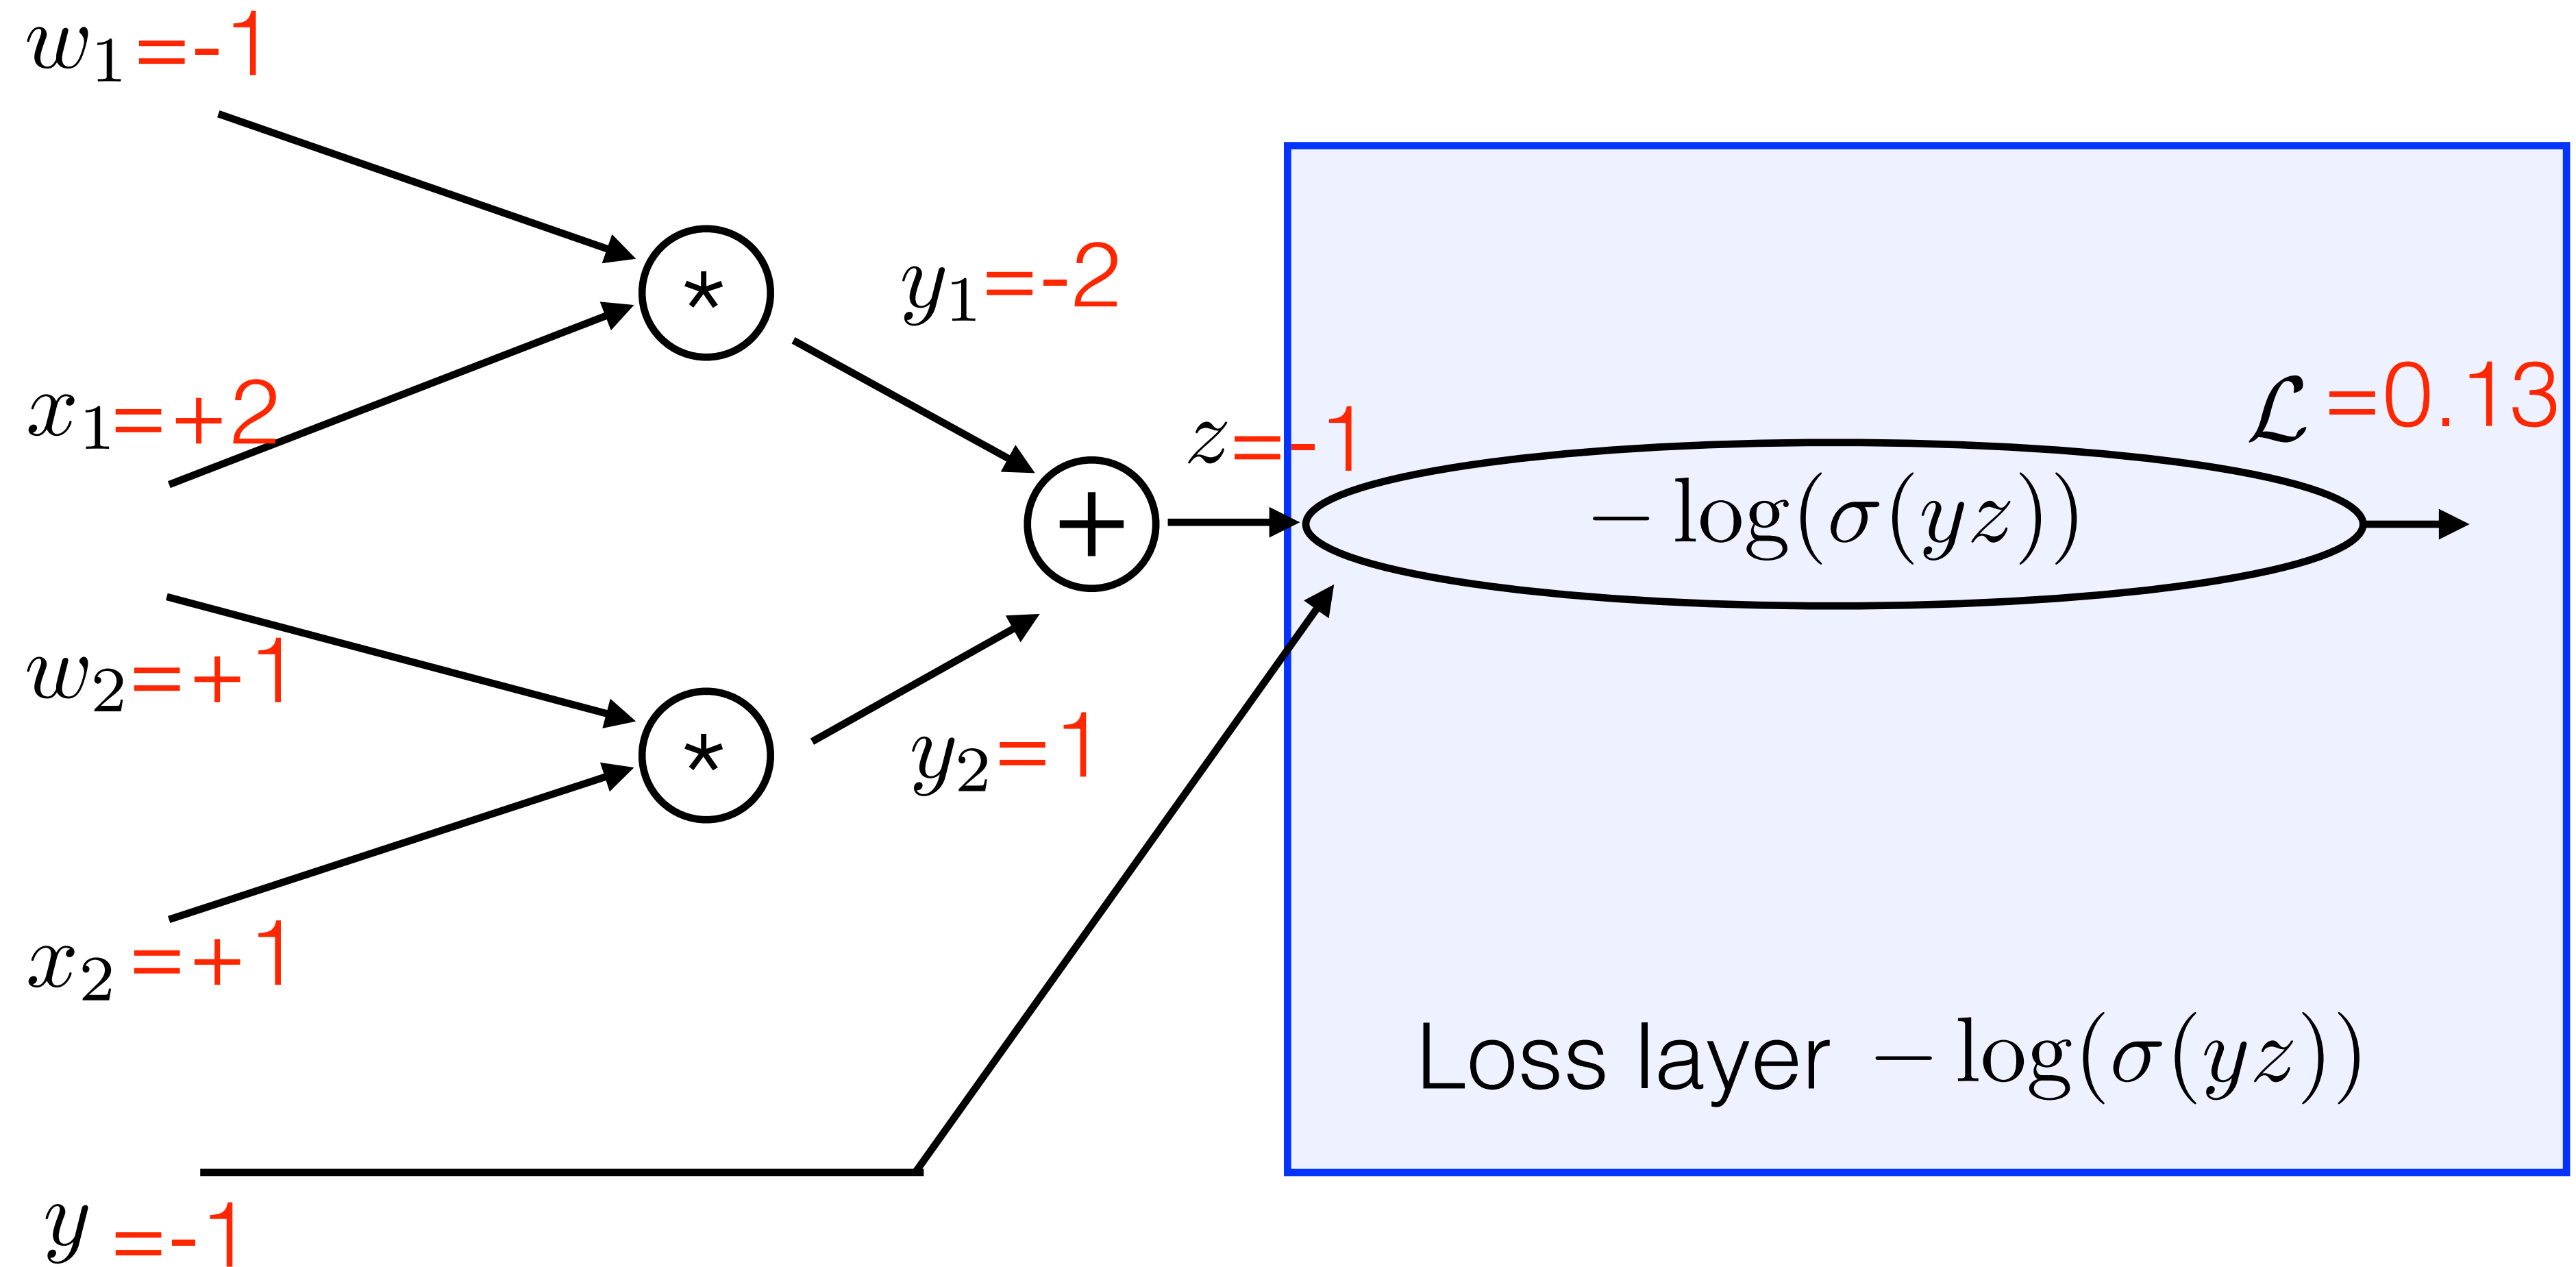 w₁=-1
*
y₁=-2
x₁=+2
z=-1
ℒ=0.13
+
− log(σ(yz))
w₂=+1
*
y₂=1
x₂=+1
Loss layer − log(σ(yz))
y=-1